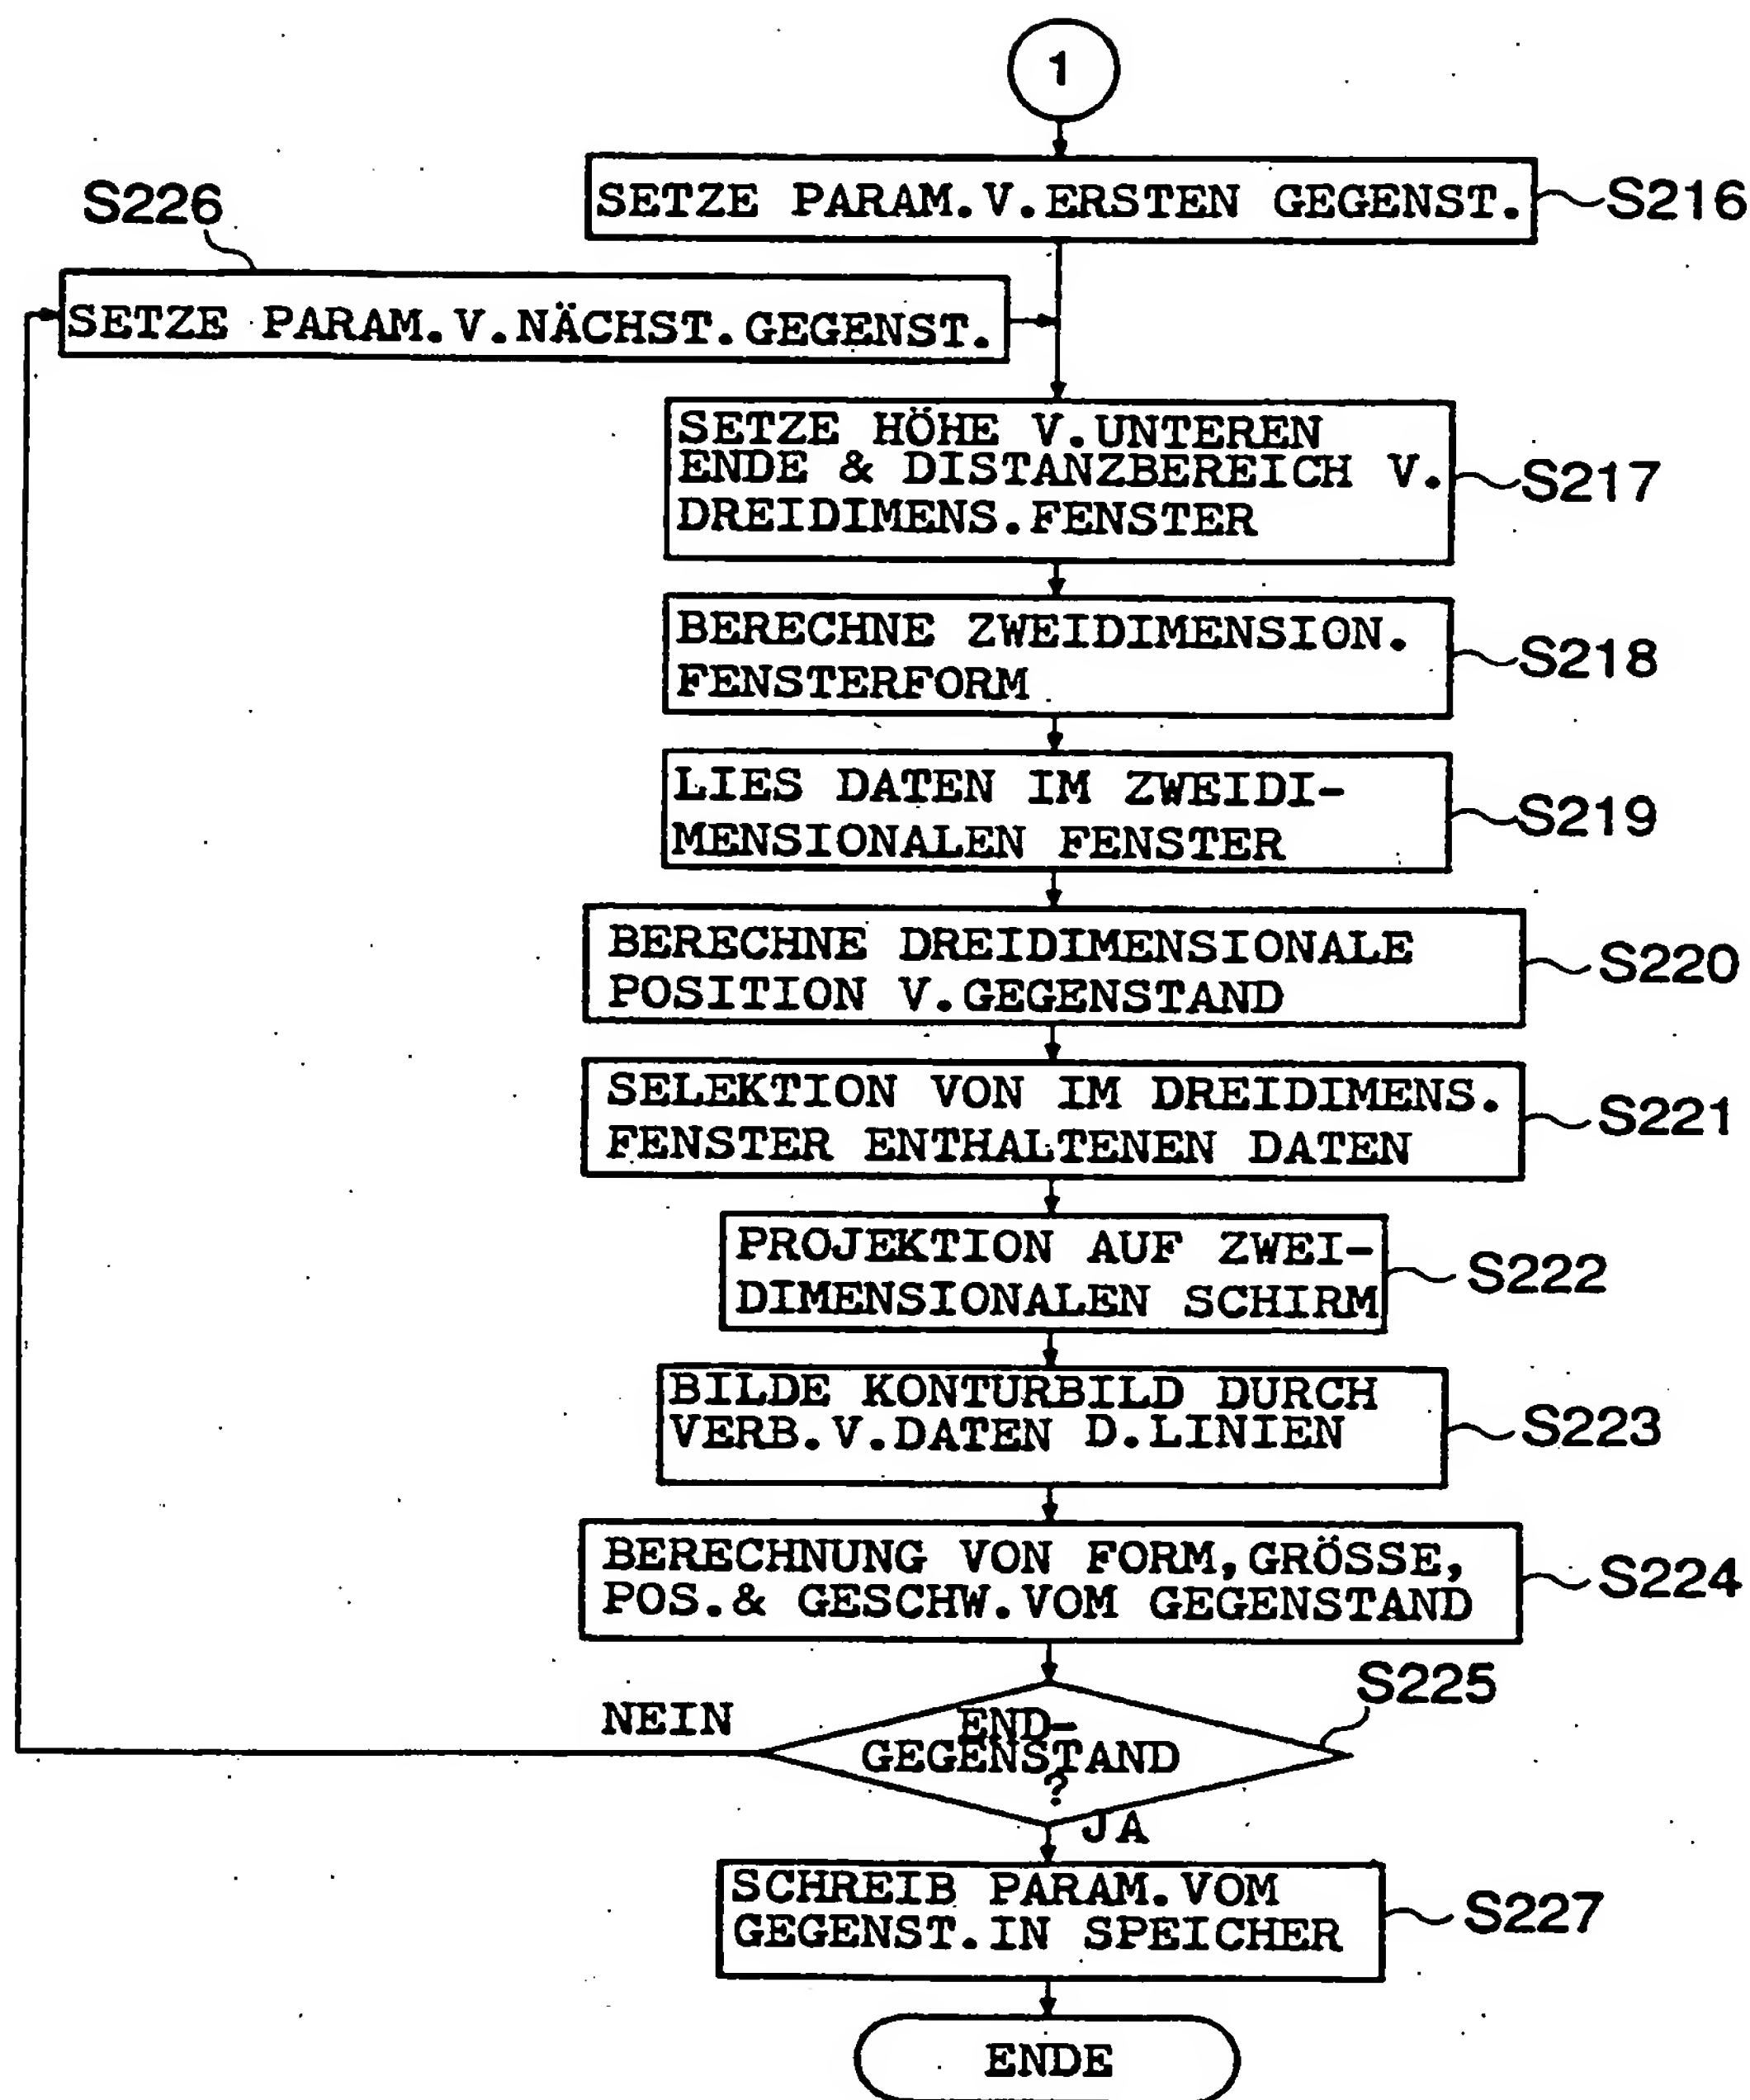 1
SETZE PARAM.V.ERSTEN GEGENST.
S216
S226
SETZE PARAM.V.NÄCHST.GEGENST.
SETZE HÖHE V.UNTEREN
ENDE & DISTANZBEREICH V.
DREIDIMENS.FENSTER
S217
BERECHNE ZWEIDIMENSION.
FENSTERFORM
S218
LIES DATEN IM ZWEIDI-
MENSIONALEN FENSTER
S219
BERECHNE DREIDIMENSIONALE
POSITION V.GEGENSTAND
S220
SELEKTION VON IM DREIDIMENS.
FENSTER ENTHALTENEN DATEN
S221
PROJEKTION AUF ZWEI-
DIMENSIONALEN SCHIRM
S222
BILDE KONTURBILD DURCH
VERB.V.DATEN D.LINIEN
S223
BERECHNUNG VON FORM,GRÖSSE,
POS.& GESCHW.VOM GEGENSTAND
S224
S225
NEIN
END-
GEGENSTAND
?
JA
SCHREIB PARAM.VOM
GEGENST.IN SPEICHER
S227
ENDE